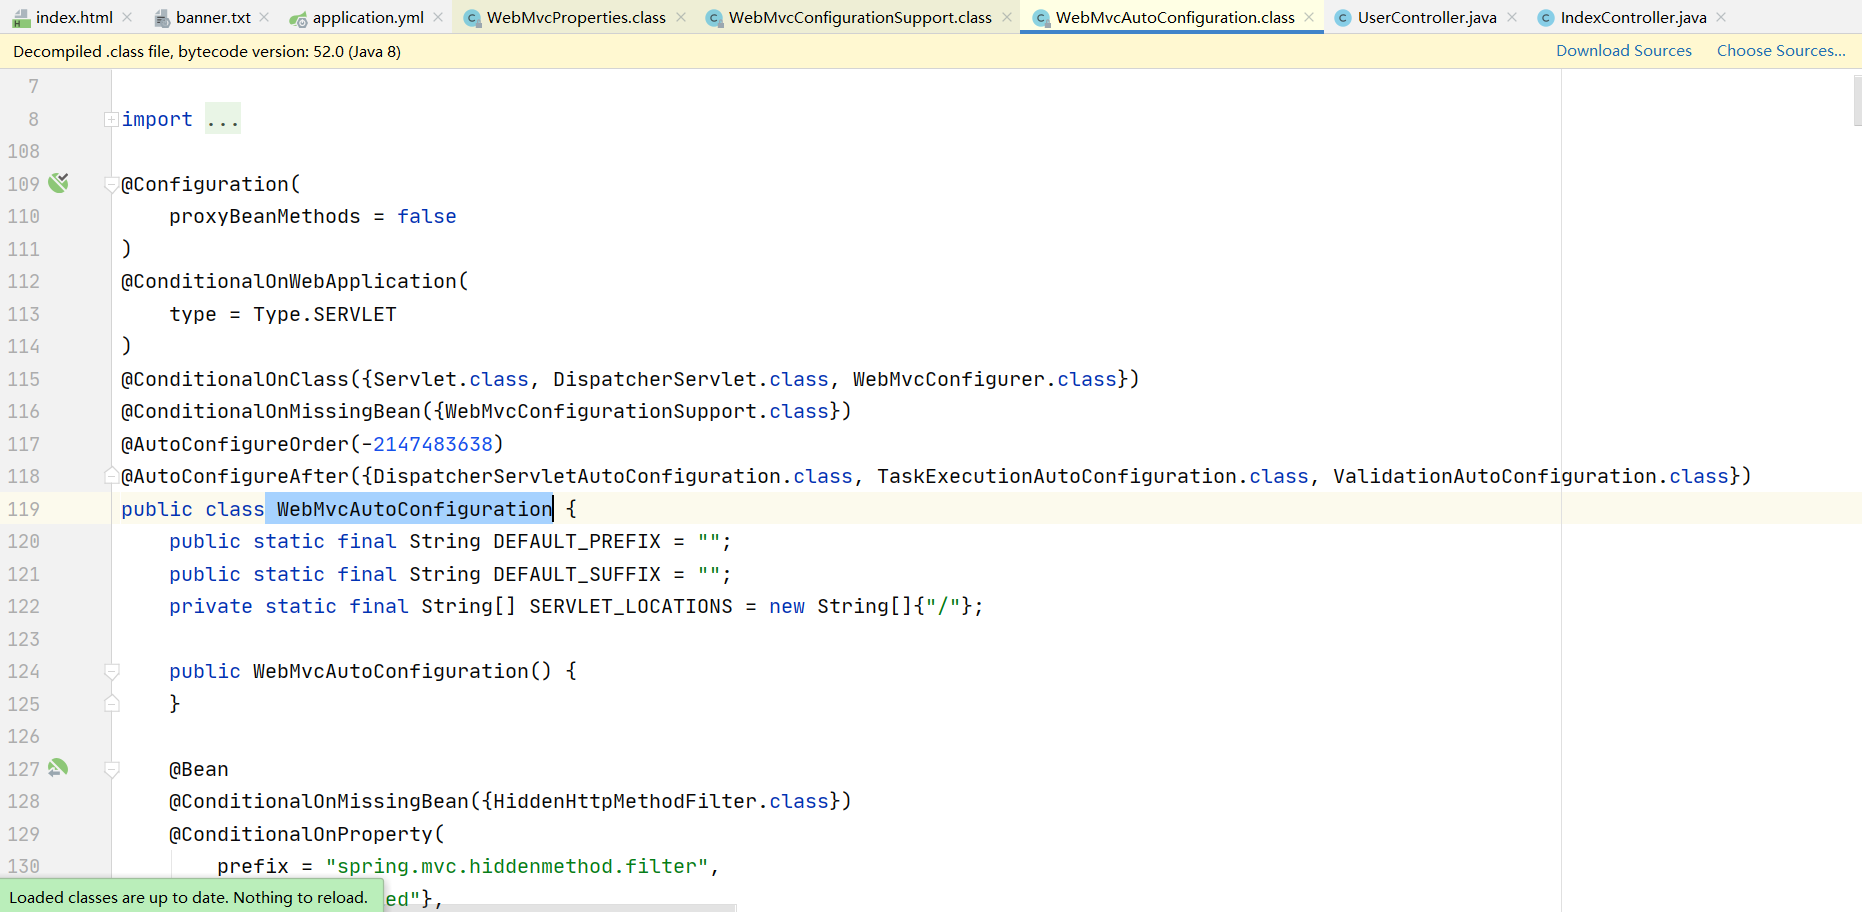 index.html banner.txt application.yml WebMvcProperties.class WebMvcConfigurationSupport.class WebMvcAutoConfiguration.class UserController.java IndexController.java
Decompiled .class file, bytecode version: 52.0 (Java 8) Download Sources Choose Sources...
7
8 import ...
108
109 @Configuration(
110     proxyBeanMethods = false
111 )
112 @ConditionalOnWebApplication(
113     type = Type.SERVLET
114 )
115 @ConditionalOnClass({Servlet.class, DispatcherServlet.class, WebMvcConfigurer.class})
116 @ConditionalOnMissingBean({WebMvcConfigurationSupport.class})
117 @AutoConfigureOrder(-2147483638)
118 @AutoConfigureAfter({DispatcherServletAutoConfiguration.class, TaskExecutionAutoConfiguration.class, ValidationAutoConfiguration.class})
119 public class WebMvcAutoConfiguration {
120     public static final String DEFAULT_PREFIX = "";
121     public static final String DEFAULT_SUFFIX = "";
122     private static final String[] SERVLET_LOCATIONS = new String[]{"/"};
123
124     public WebMvcAutoConfiguration() {
125     }
126
127     @Bean
128     @ConditionalOnMissingBean({HiddenHttpMethodFilter.class})
129     @ConditionalOnProperty(
130         prefix = "spring.mvc.hiddenmethod.filter",
Loaded classes are up to date. Nothing to reload. ed"},